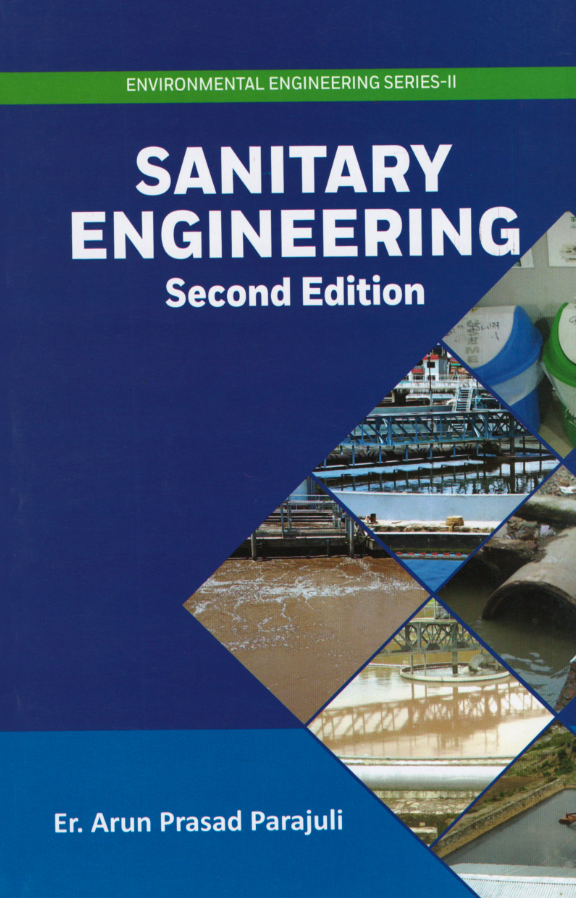 ENVIRONMENTAL ENGINEERING SERIES-II
SANITARY
ENGINEERING
Second Edition
Er. Arun Prasad Parajuli